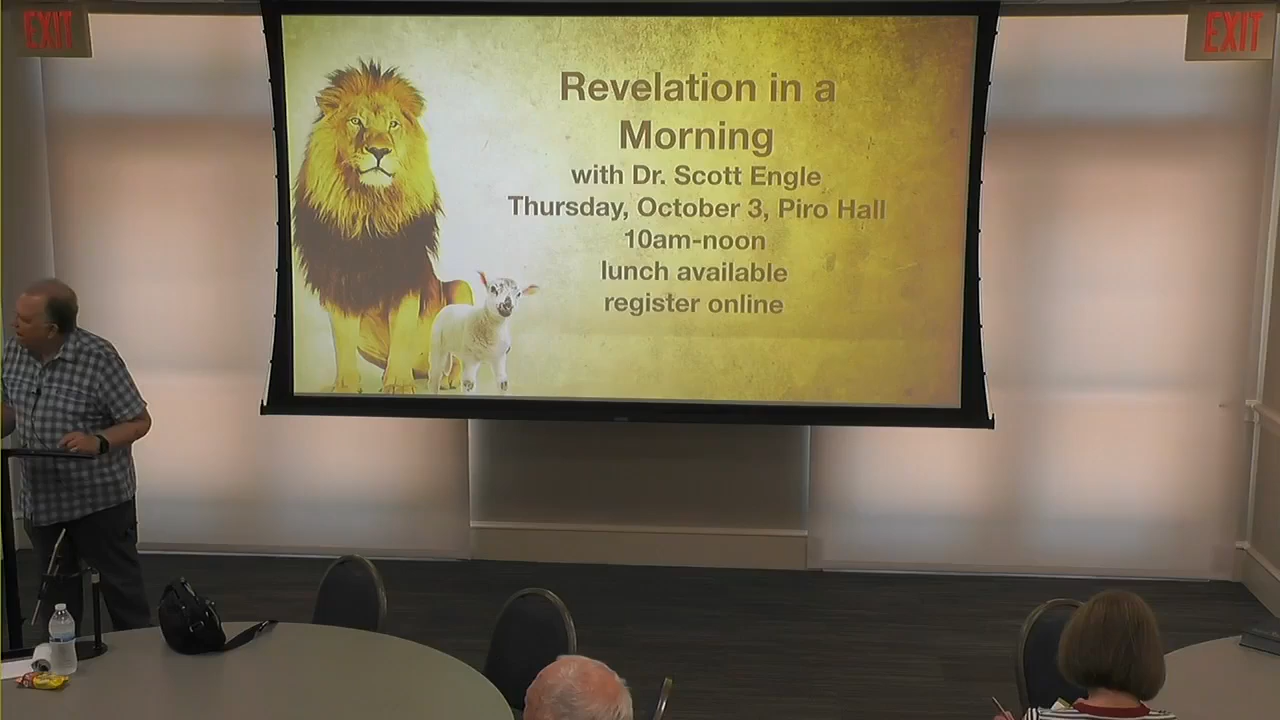 EXIT
EXIT
Revelation in a
Morning
with Dr. Scott Engle
Thursday, October 3, Piro Hall
10am-noon
lunch available
register online